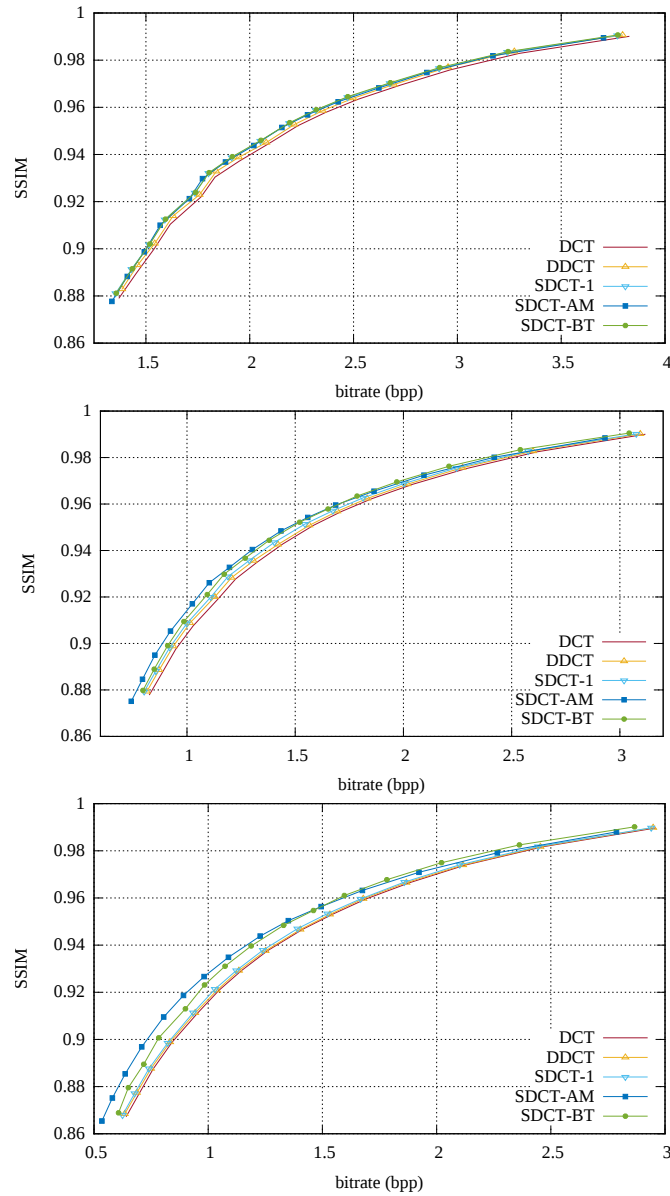 1
0.98
0.96
0.94
0.92
0.9
0.88
0.86
SSIM
DCT
DDCT
SDCT-1
SDCT-AM
SDCT-BT
1.5 2 2.5 3 3.5 4
bitrate (bpp)
1
0.98
0.96
0.94
0.92
0.9
0.88
0.86
SSIM
DCT
DDCT
SDCT-1
SDCT-AM
SDCT-BT
1 1.5 2 2.5 3
bitrate (bpp)
1
0.98
0.96
0.94
0.92
0.9
0.88
0.86
SSIM
DCT
DDCT
SDCT-1
SDCT-AM
SDCT-BT
0.5 1 1.5 2 2.5 3
bitrate (bpp)